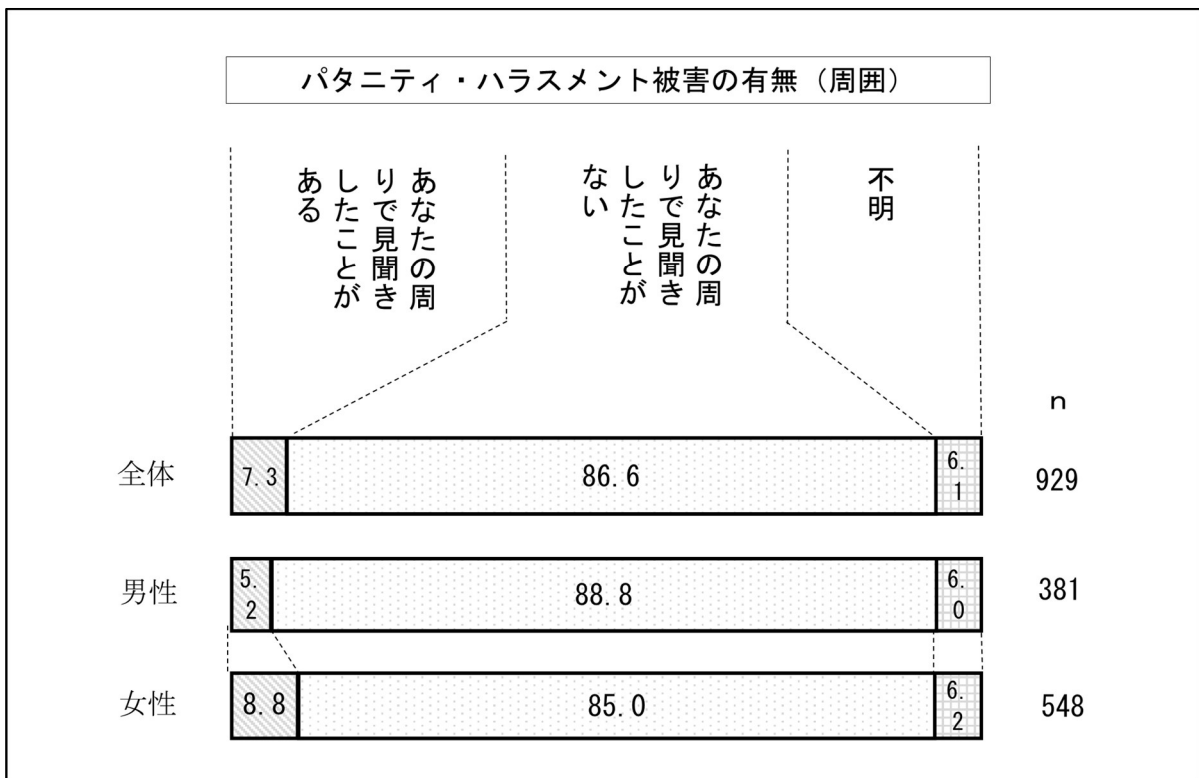 パタニティ・ハラスメント被害の有無（周囲）
あなたの周
りで見聞き
したことが
ある
あなたの周
りで見聞き
したことが
ない
不明
n
全体
7.3
86.6
6.
1
929
男性
5.
2
88.8
6.
0
381
女性
8.8
85.0
6.
2
548